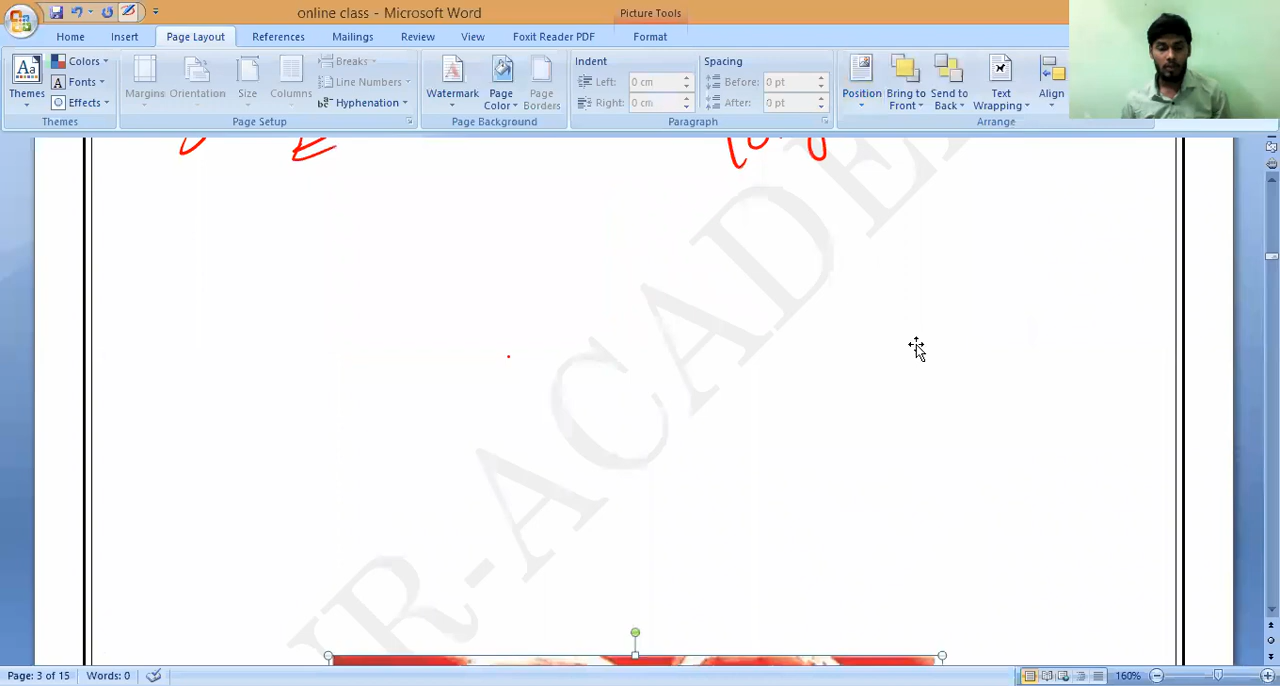 online class - Microsoft Word
Picture Tools
Home Insert Page Layout References Mailings Review View Foxit Reader PDF Format
Themes
Colors
Fonts
Effects
Themes
Margins
Orientation
Size
Columns
Breaks
Line Numbers
Hyphenation
Page Setup
Watermark
Page Color
Page Borders
Page Background
Indent
Left: 0 cm
Right: 0 cm
Spacing
Before: 0 pt
After: 0 pt
Paragraph
Position
Bring to Front
Send to Back
Text Wrapping
Align
Arrange
IR-ACADE
Page: 3 of 15 Words: 0
160%